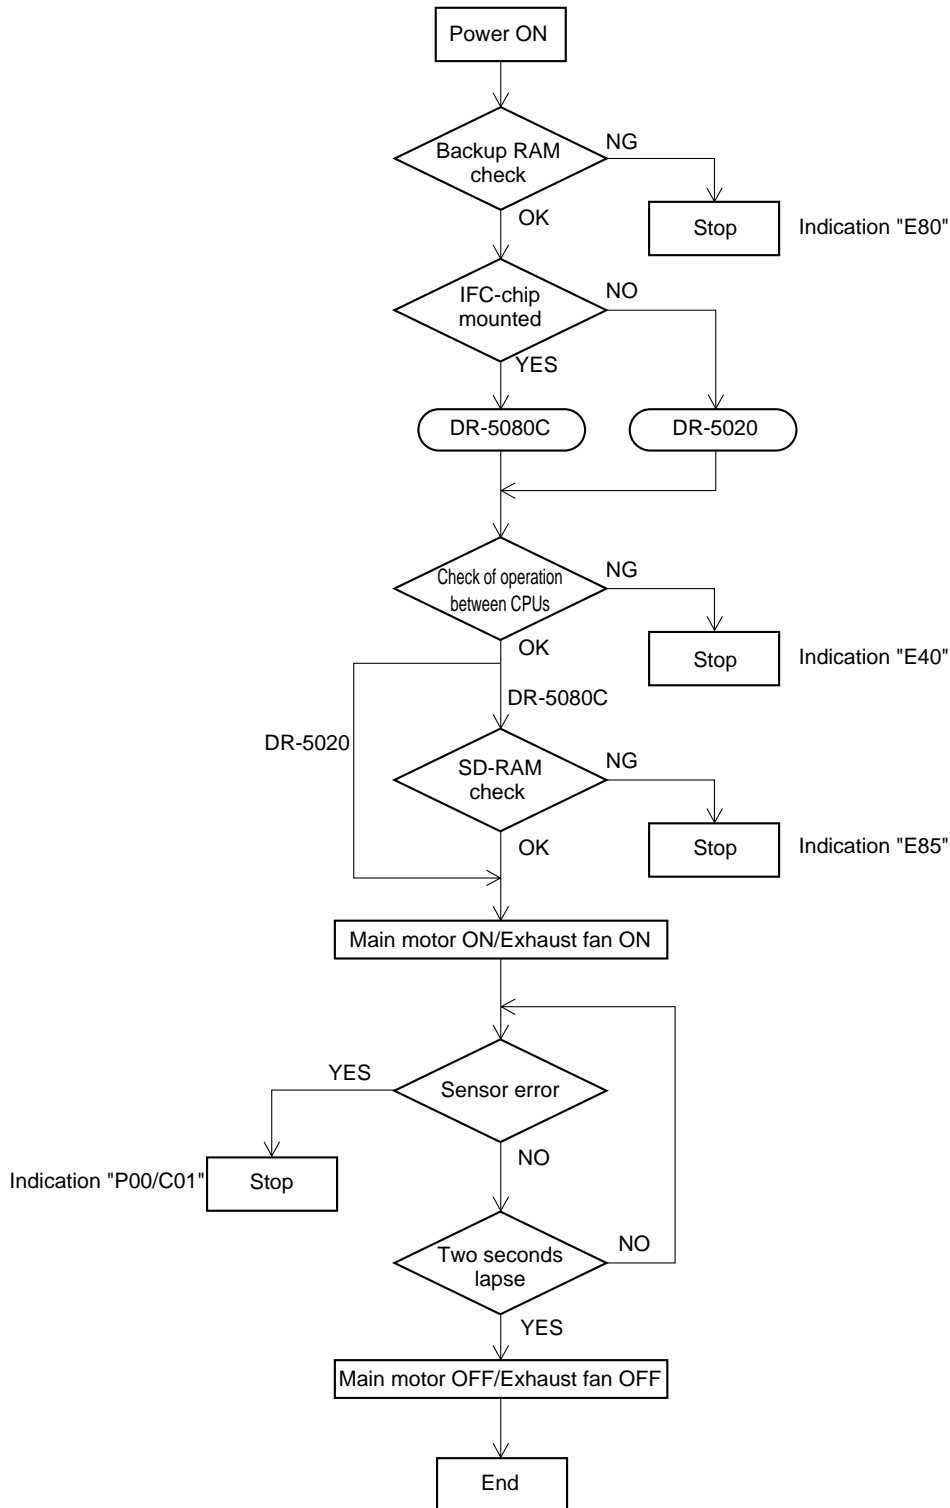 Power ON
Backup RAM
check
NG
OK
Stop
Indication "E80"
IFC-chip
mounted
NO
YES
DR-5080C
DR-5020
Check of operation
between CPUs
NG
OK
Stop
Indication "E40"
DR-5080C
DR-5020
SD-RAM
check
NG
OK
Stop
Indication "E85"
Main motor ON/Exhaust fan ON
YES
Sensor error
NO
Indication "P00/C01"
Stop
Two seconds
lapse
NO
YES
Main motor OFF/Exhaust fan OFF
End